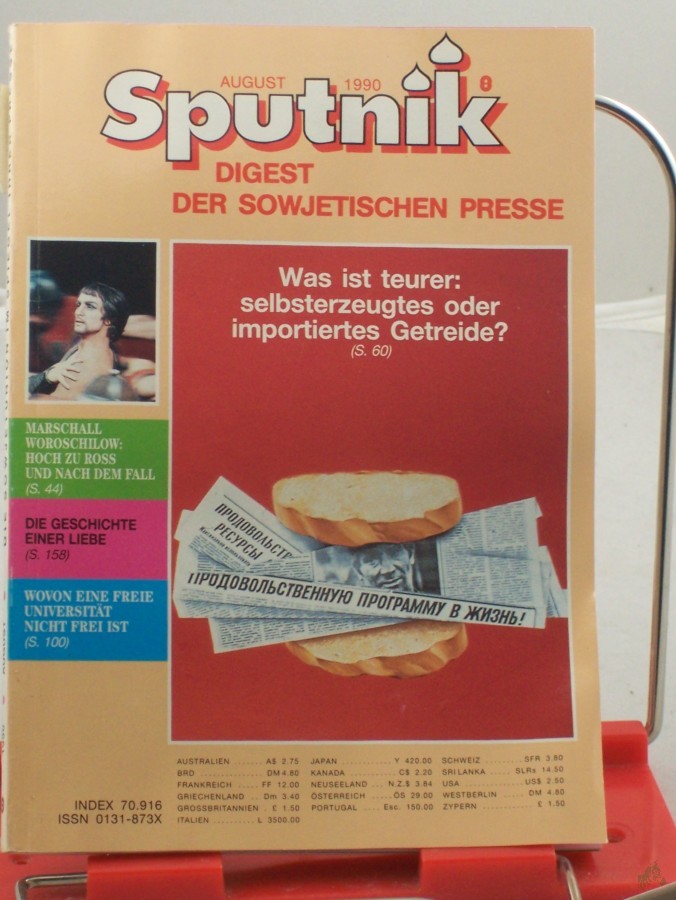 AUGUST 1990 8
Sputnik
DIGEST
DER SOWJETISCHEN PRESSE
Was ist teurer:
selbsterzeugtes oder
importiertes Getreide?
(S. 60)
MARSCHALL
WOROSCHILOW:
HOCH ZU ROSS
UND NACH DEM FALL
(S. 44)
DIE GESCHICHTE
EINER LIEBE
(S. 158)
WOVON EINE FREIE
UNIVERSITÄT
NICHT FREI IST
(S. 100)
ПРОДОВОЛЬСТ
РЕСУРСЫ
ПРОДОВОЛЬСТВЕННУЮ ПРОГРАММУ В ЖИЗНЬ!
AUSTRALIEN ...... A$ 2.75
BRD ................ DM 4.80
FRANKREICH ..... FF 12.00
GRIECHENLAND .. Dm 3.40
GROSSBRITANNIEN . £ 1.50
ITALIEN .......... L 3500.00
JAPAN ............ Y 420.00
KANADA .......... C$ 2.20
NEUSEELAND .. N.Z.$ 3.84
ÖSTERREICH ..... ÖS 29.00
PORTUGAL .... Esc. 150.00
SCHWEIZ .......... SFR 3.80
SRI LANKA ...... SLRs 14.50
USA .............. US$ 2.50
WESTBERLIN ...... DM 4.80
ZYPERN ............ £ 1.50
INDEX 70.916
ISSN 0131-873X